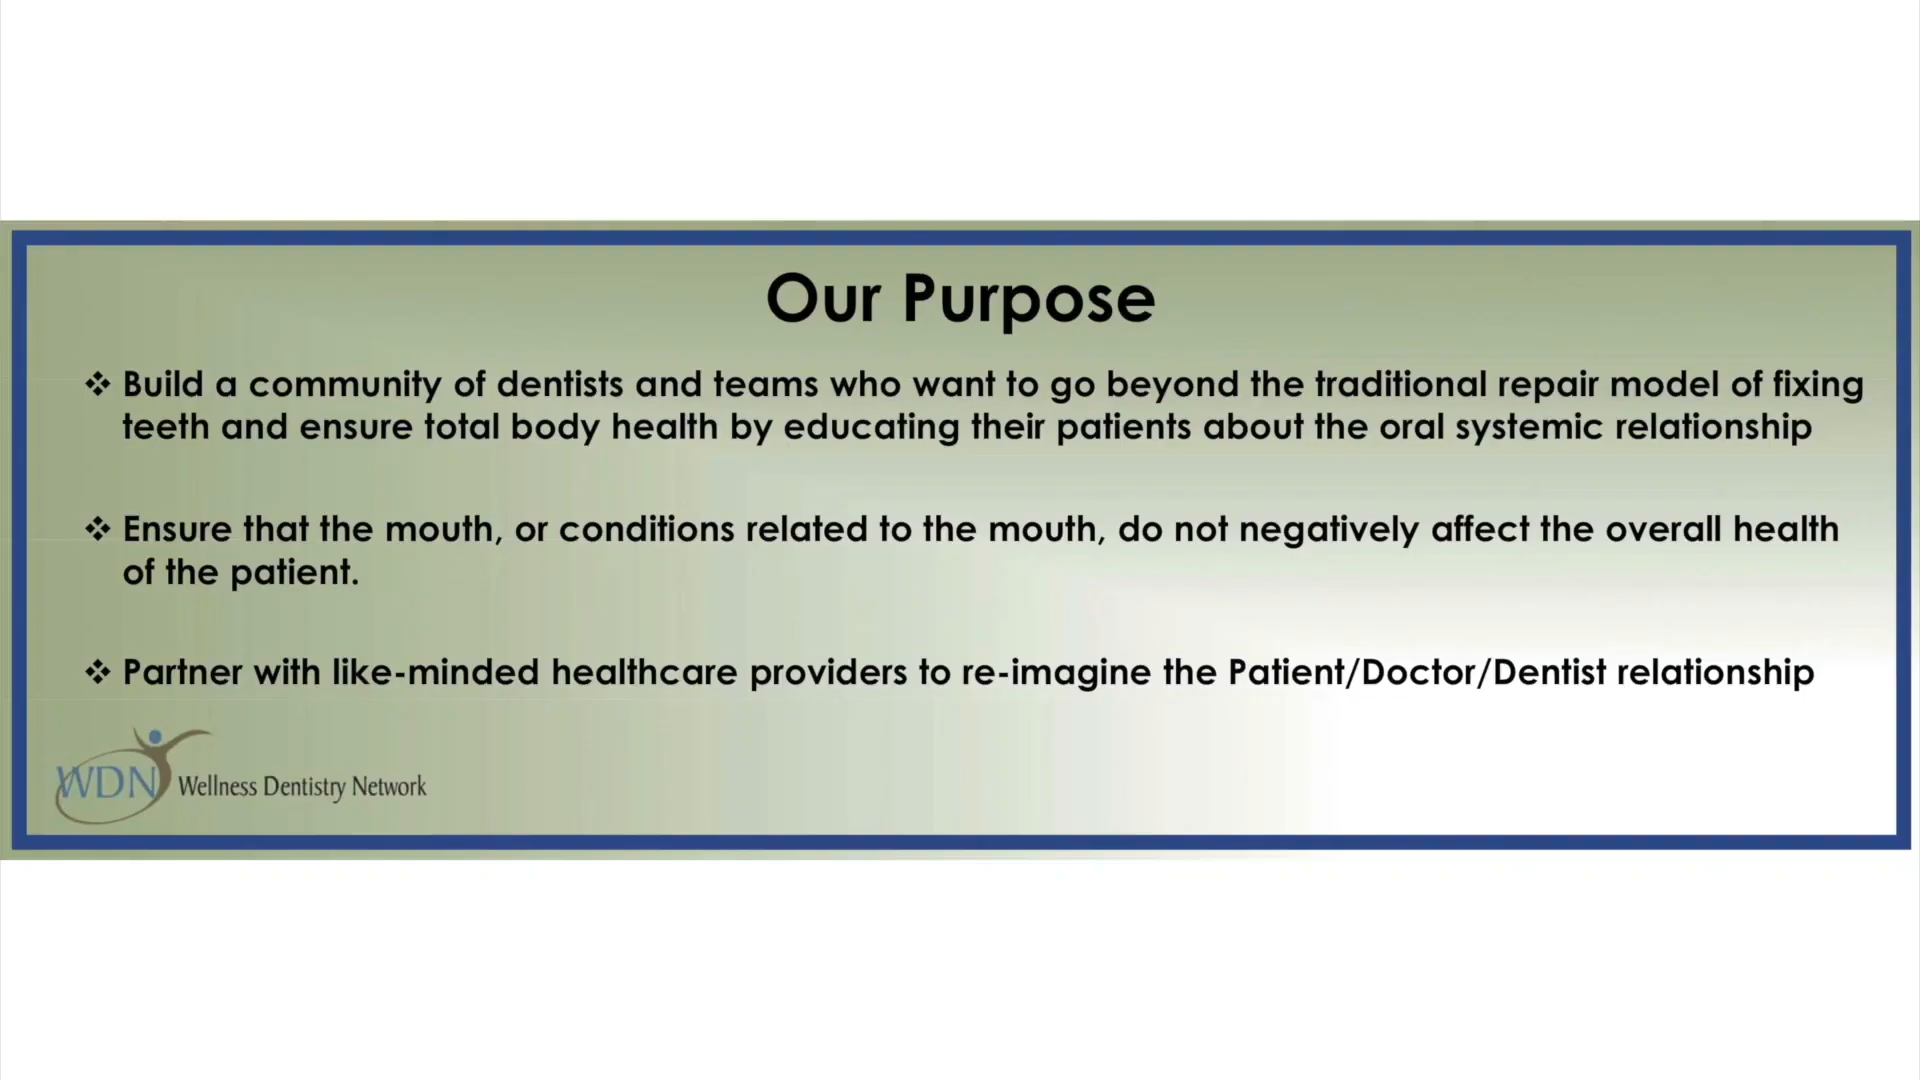 Our Purpose
❖ Build a community of dentists and teams who want to go beyond the traditional repair model of fixing
teeth and ensure total body health by educating their patients about the oral systemic relationship
❖ Ensure that the mouth, or conditions related to the mouth, do not negatively affect the overall health
of the patient.
❖ Partner with like-minded healthcare providers to re-imagine the Patient/Doctor/Dentist relationship
WDN Wellness Dentistry Network